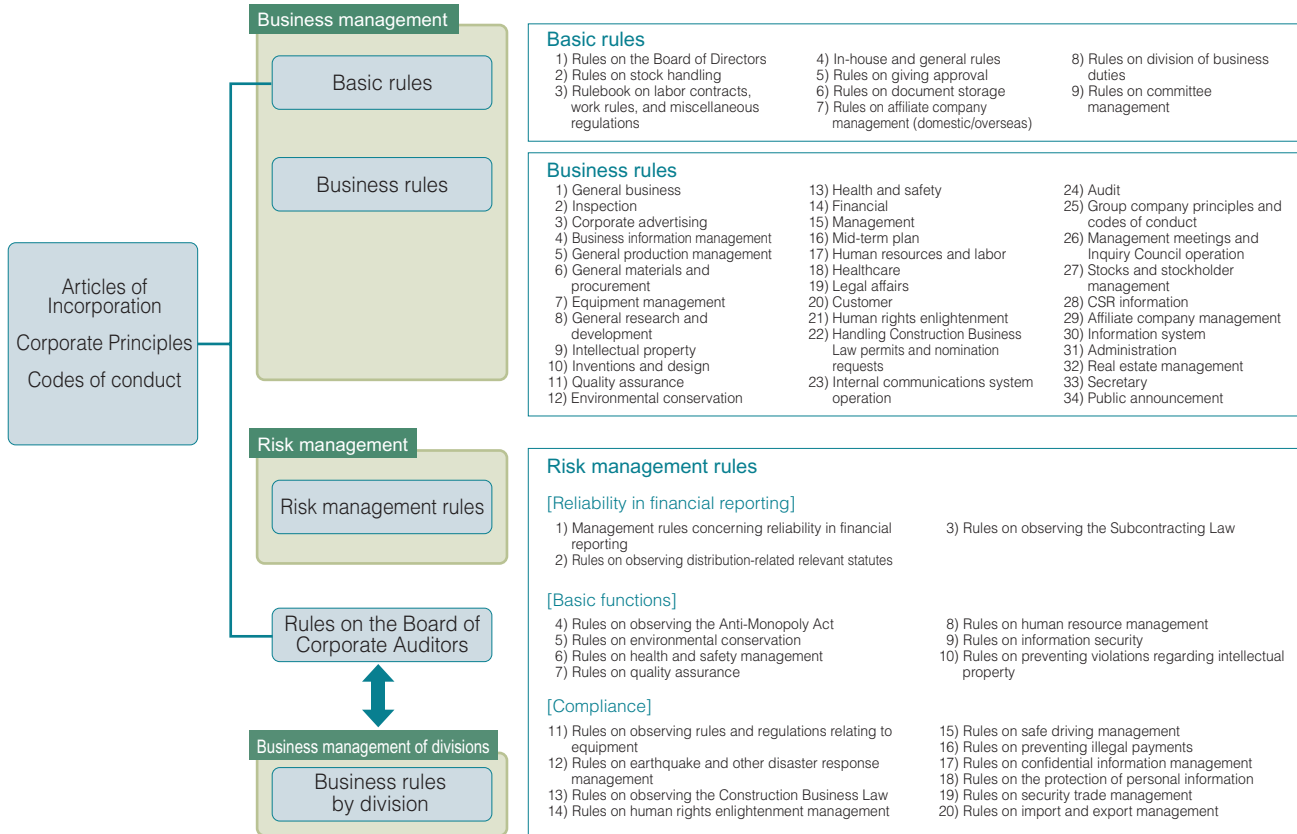 Articles of
Incorporation
Corporate Principles
Codes of conduct
Business management
Basic rules
Business rules
Risk management
Risk management rules
Rules on the Board of
Corporate Auditors
Business management of divisions
Business rules
by division
Basic rules
1) Rules on the Board of Directors
2) Rules on stock handling
3) Rulebook on labor contracts,
work rules, and miscellaneous
regulations
4) In-house and general rules
5) Rules on giving approval
6) Rules on document storage
7) Rules on affiliate company
management (domestic/overseas)
8) Rules on division of business
duties
9) Rules on committee
management
Business rules
1) General business
2) Inspection
3) Corporate advertising
4) Business information management
5) General production management
6) General materials and
procurement
7) Equipment management
8) General research and
development
9) Intellectual property
10) Inventions and design
11) Quality assurance
12) Environmental conservation
13) Health and safety
14) Financial
15) Management
16) Mid-term plan
17) Human resources and labor
18) Healthcare
19) Legal affairs
20) Customer
21) Human rights enlightenment
22) Handling Construction Business
Law permits and nomination
requests
23) Internal communications system
operation
24) Audit
25) Group company principles and
codes of conduct
26) Management meetings and
Inquiry Council operation
27) Stocks and stockholder
management
28) CSR information
29) Affiliate company management
30) Information system
31) Administration
32) Real estate management
33) Secretary
34) Public announcement
Risk management rules
[Reliability in financial reporting]
1) Management rules concerning reliability in financial
reporting
2) Rules on observing distribution-related relevant statutes
3) Rules on observing the Subcontracting Law
[Basic functions]
4) Rules on observing the Anti-Monopoly Act
5) Rules on environmental conservation
6) Rules on health and safety management
7) Rules on quality assurance
8) Rules on human resource management
9) Rules on information security
10) Rules on preventing violations regarding intellectual
property
[Compliance]
11) Rules on observing rules and regulations relating to
equipment
12) Rules on earthquake and other disaster response
management
13) Rules on observing the Construction Business Law
14) Rules on human rights enlightenment management
15) Rules on safe driving management
16) Rules on preventing illegal payments
17) Rules on confidential information management
18) Rules on the protection of personal information
19) Rules on security trade management
20) Rules on import and export management